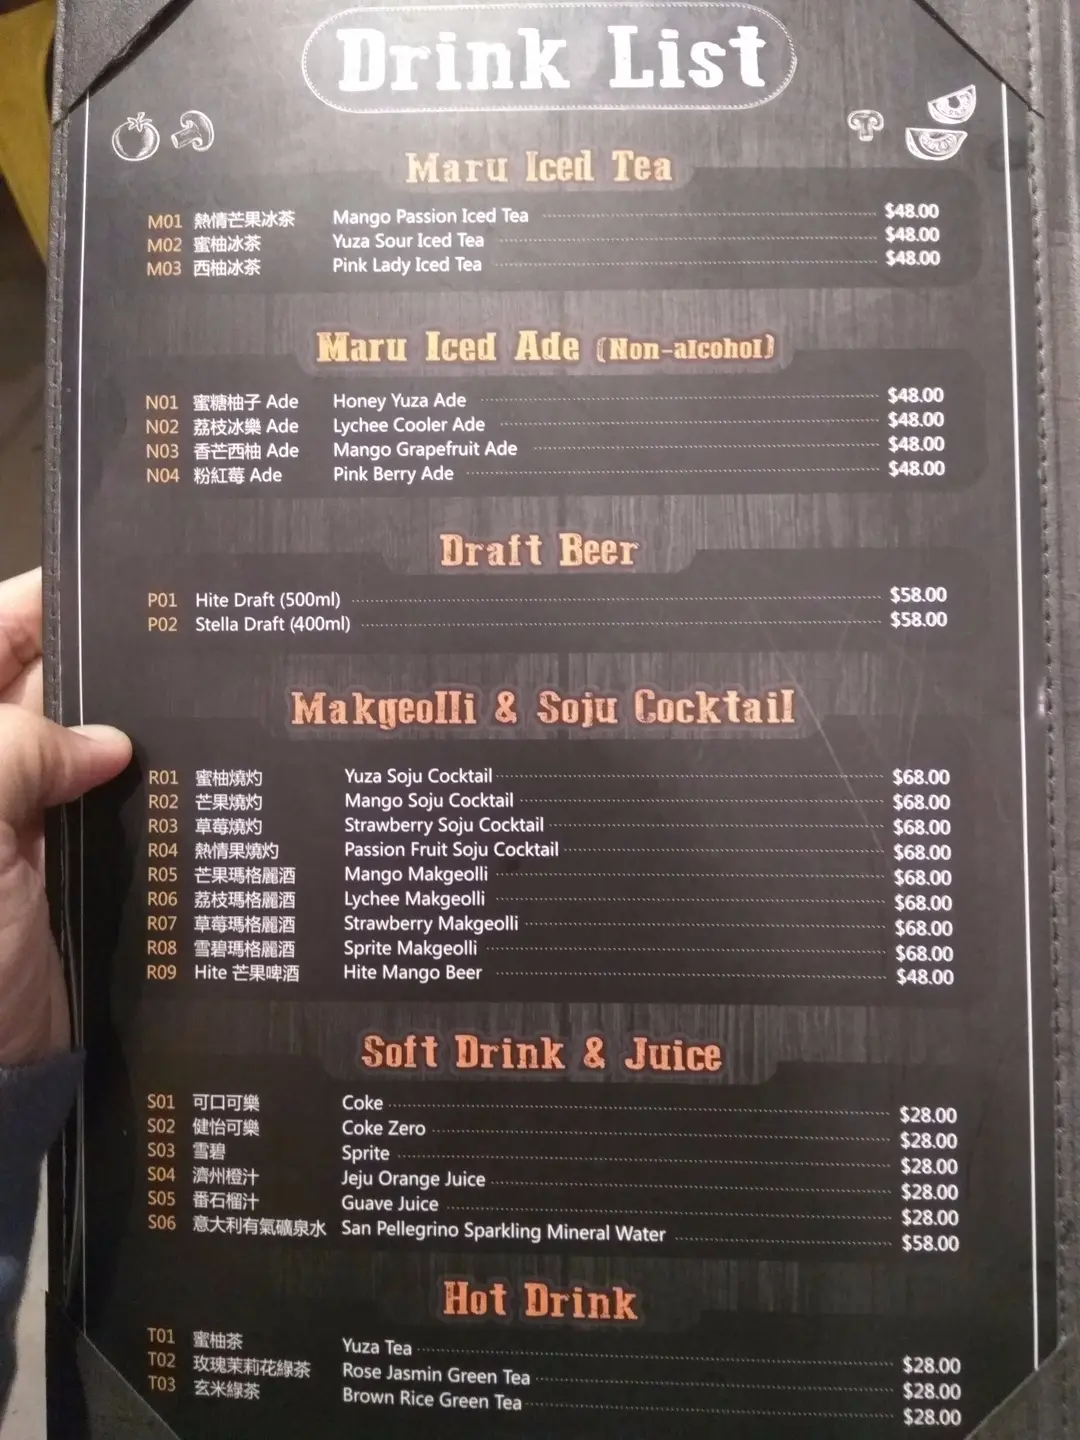 Drink List
Maru Iced Tea
M01 熱情芒果冰茶 Mango Passion Iced Tea $48.00
M02 蜜柚冰茶 Yuza Sour Iced Tea $48.00
M03 西柚冰茶 Pink Lady Iced Tea $48.00
Maru Iced Ade (Non-alcohol)
N01 蜜糖柚子 Ade Honey Yuza Ade $48.00
N02 荔枝冰樂 Ade Lychee Cooler Ade $48.00
N03 香芒西柚 Ade Mango Grapefruit Ade $48.00
N04 粉紅莓 Ade Pink Berry Ade $48.00
Draft Beer
P01 Hite Draft (500ml) $58.00
P02 Stella Draft (400ml) $58.00
Makgeolli & Soju Cocktail
R01 蜜柚燒灼 Yuza Soju Cocktail $68.00
R02 芒果燒灼 Mango Soju Cocktail $68.00
R03 草莓燒灼 Strawberry Soju Cocktail $68.00
R04 熱情果燒灼 Passion Fruit Soju Cocktail $68.00
R05 芒果瑪格麗酒 Mango Makgeolli $68.00
R06 荔枝瑪格麗酒 Lychee Makgeolli $68.00
R07 草莓瑪格麗酒 Strawberry Makgeolli $68.00
R08 雪碧瑪格麗酒 Sprite Makgeolli $68.00
R09 Hite 芒果啤酒 Hite Mango Beer $48.00
Soft Drink & Juice
S01 可口可樂 Coke $28.00
S02 健怡可樂 Coke Zero $28.00
S03 雪碧 Sprite $28.00
S04 濟州橙汁 Jeju Orange Juice $28.00
S05 番石榴汁 Guave Juice $28.00
S06 意大利有氣礦泉水 San Pellegrino Sparkling Mineral Water $58.00
Hot Drink
T01 蜜柚茶 Yuza Tea $28.00
T02 玫瑰茉莉花綠茶 Rose Jasmin Green Tea $28.00
T03 玄米綠茶 Brown Rice Green Tea $28.00